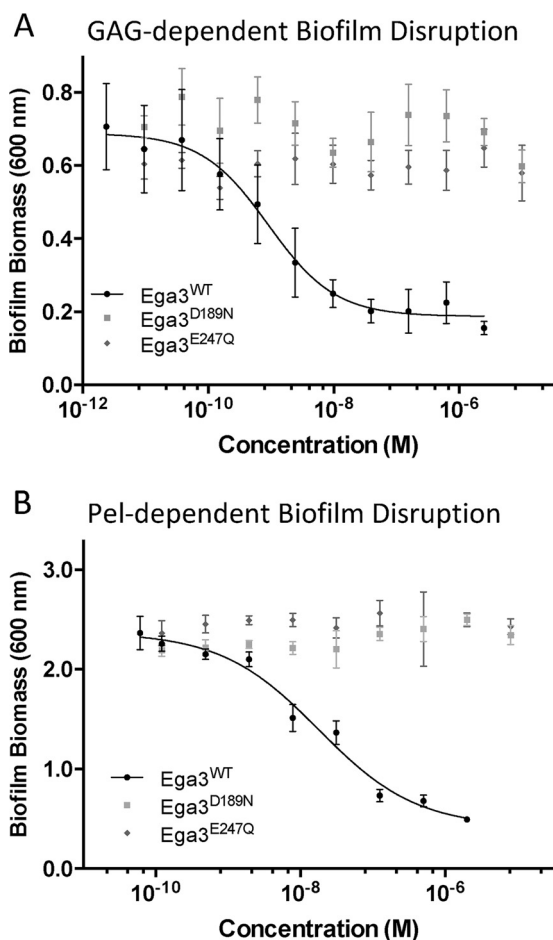 A
GAG-dependent Biofilm Disruption
Biofilm Biomass (600 nm)
0.8
0.6
0.4
0.2
0.0
Ega3WT
Ega3D189N
Ega3E247Q
10-12
10-10
10-8
10-6
Concentration (M)
B
Pel-dependent Biofilm Disruption
Biofilm Biomass (600 nm)
3.0
2.0
1.0
0.0
Ega3WT
Ega3D189N
Ega3E247Q
10-10
10-8
10-6
Concentration (M)